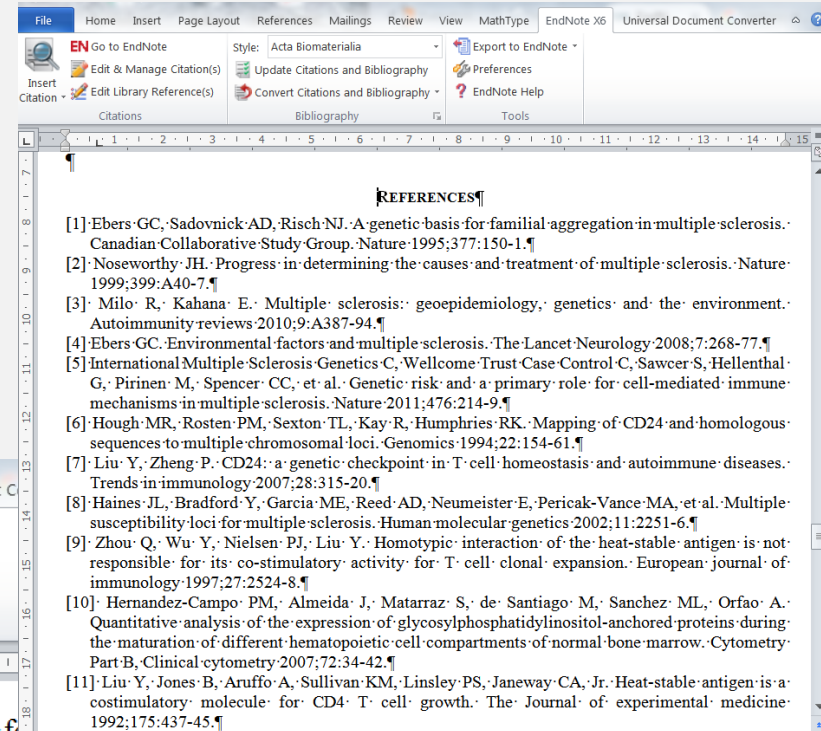 File Home Insert Page Layout References Mailings Review View MathType EndNote X6 Universal Document Converter
EN Go to EndNote Style: Acta Biomaterialia Export to EndNote
Edit & Manage Citation(s) Update Citations and Bibliography Preferences
Insert Citation Edit Library Reference(s) Convert Citations and Bibliography EndNote Help
Citations Bibliography Tools
1 2 3 4 5 6 7 8 9 10 11 12 13 14 15
REFERENCES¶
[1] Ebers GC, Sadovnick AD, Risch NJ. A genetic basis for familial aggregation in multiple sclerosis.
Canadian Collaborative Study Group. Nature 1995;377:150-1.¶
[2] Noseworthy JH. Progress in determining the causes and treatment of multiple sclerosis. Nature
1999;399:A40-7.¶
[3] Milo R, Kahana E. Multiple sclerosis: geoepidemiology, genetics and the environment.
Autoimmunity reviews 2010;9:A387-94.¶
[4] Ebers GC. Environmental factors and multiple sclerosis. The Lancet Neurology 2008;7:268-77.¶
[5] International Multiple Sclerosis Genetics C, Wellcome Trust Case Control C, Sawcer S, Hellenthal
G, Pirinen M, Spencer CC, et al. Genetic risk and a primary role for cell-mediated immune
mechanisms in multiple sclerosis. Nature 2011;476:214-9.¶
[6] Hough MR, Rosten PM, Sexton TL, Kay R, Humphries RK. Mapping of CD24 and homologous
sequences to multiple chromosomal loci. Genomics 1994;22:154-61.¶
[7] Liu Y, Zheng P. CD24: a genetic checkpoint in T cell homeostasis and autoimmune diseases.
Trends in immunology 2007;28:315-20.¶
[8] Haines JL, Bradford Y, Garcia ME, Reed AD, Neumeister E, Pericak-Vance MA, et al. Multiple
susceptibility loci for multiple sclerosis. Human molecular genetics 2002;11:2251-6.¶
[9] Zhou Q, Wu Y, Nielsen PJ, Liu Y. Homotypic interaction of the heat-stable antigen is not
responsible for its co-stimulatory activity for T cell clonal expansion. European journal of
immunology 1997;27:2524-8.¶
[10] Hernandez-Campo PM, Almeida J, Matarraz S, de Santiago M, Sanchez ML, Orfao A.
Quantitative analysis of the expression of glycosylphosphatidylinositol-anchored proteins during
the maturation of different hematopoietic cell compartments of normal bone marrow. Cytometry
Part B, Clinical cytometry 2007;72:34-42.¶
[11] Liu Y, Jones B, Aruffo A, Sullivan KM, Linsley PS, Janeway CA, Jr. Heat-stable antigen is a
costimulatory molecule for CD4 T cell growth. The Journal of experimental medicine
1992;175:437-45.¶